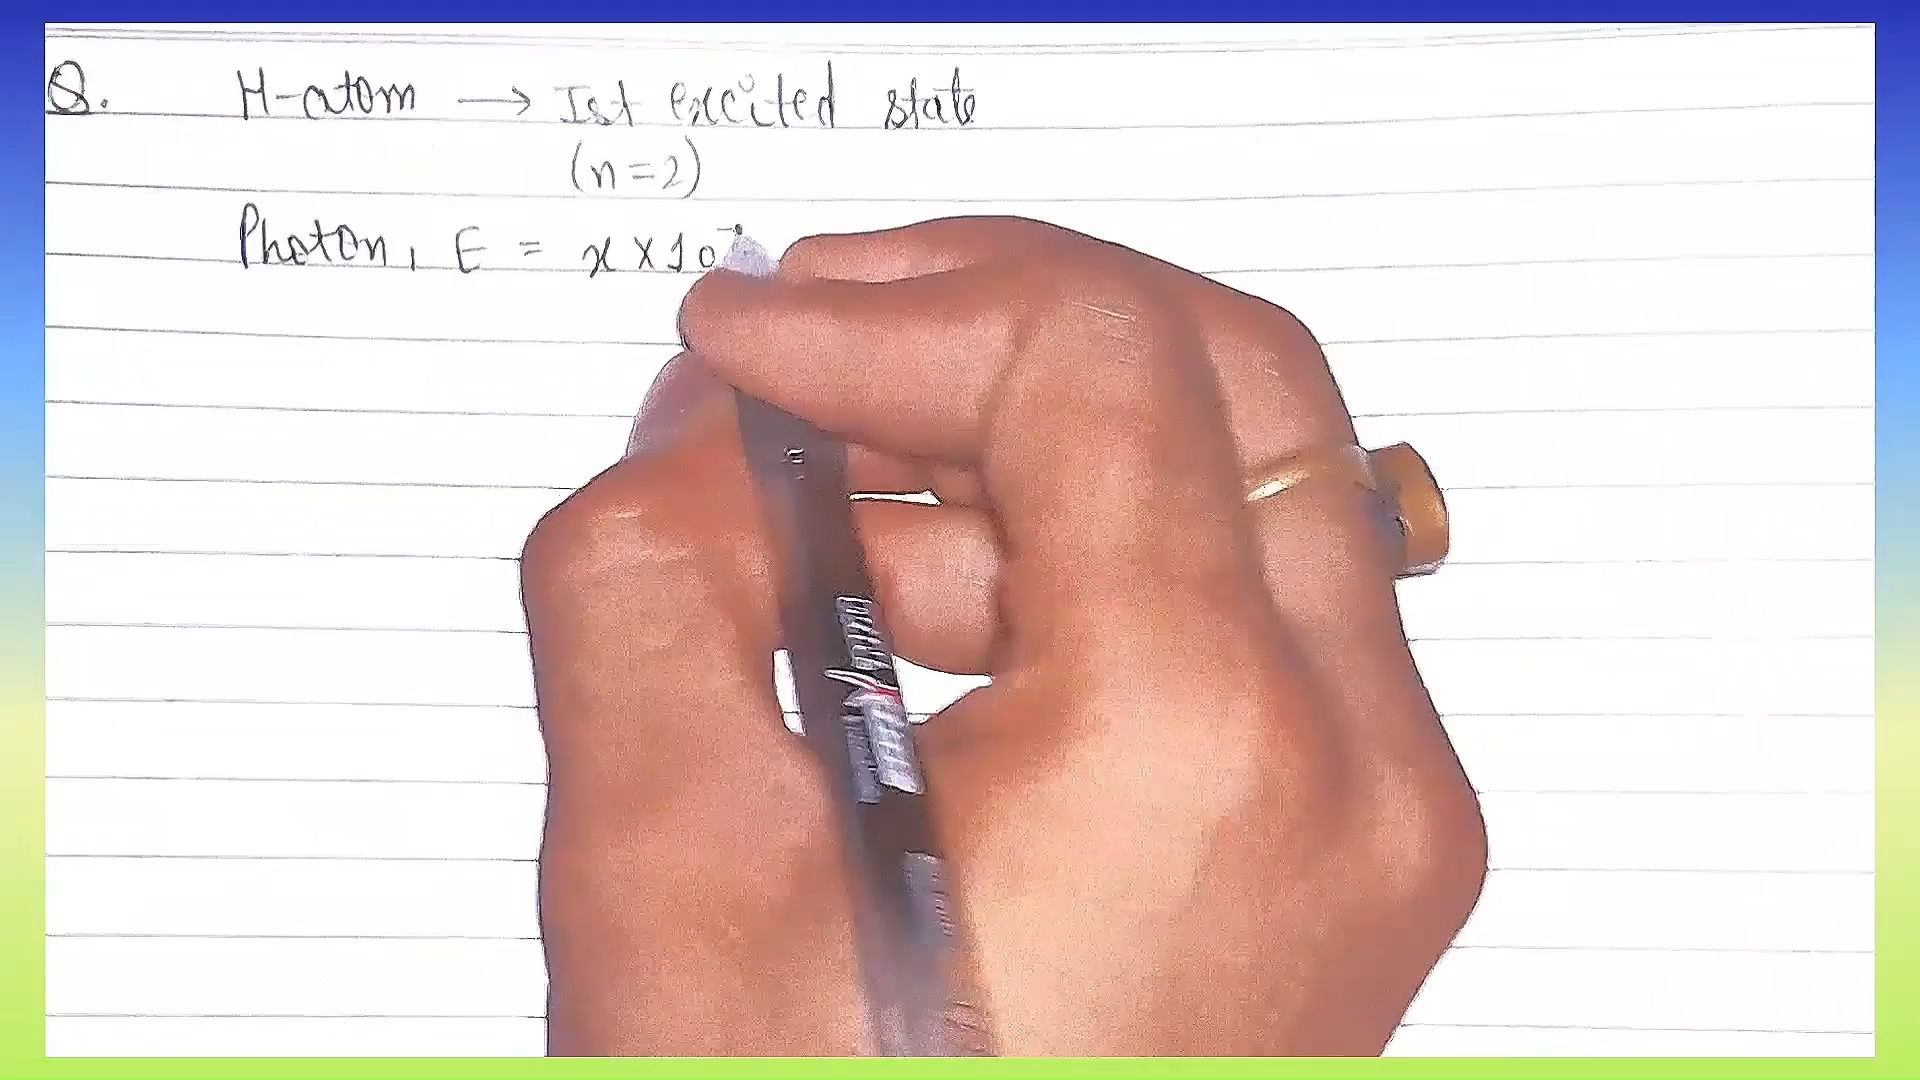 Q. H-atom → Ist excited state
(n=2)
Photon, E = x × 10⁻